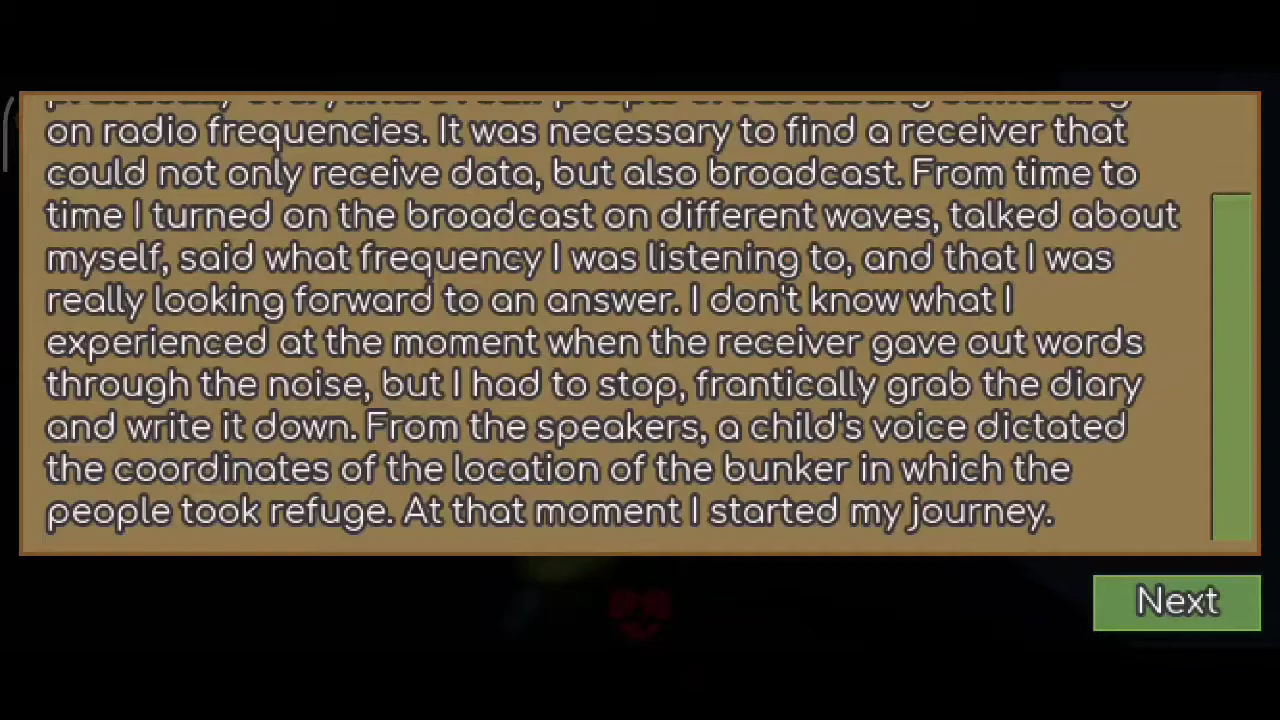 on radio frequencies. It was necessary to find a receiver that
could not only receive data, but also broadcast. From time to
time I turned on the broadcast on different waves, talked about
myself, said what frequency I was listening to, and that I was
really looking forward to an answer. I don't know what I
experienced at the moment when the receiver gave out words
through the noise, but I had to stop, frantically grab the diary
and write it down. From the speakers, a child's voice dictated
the coordinates of the location of the bunker in which the
people took refuge. At that moment I started my journey.
Next